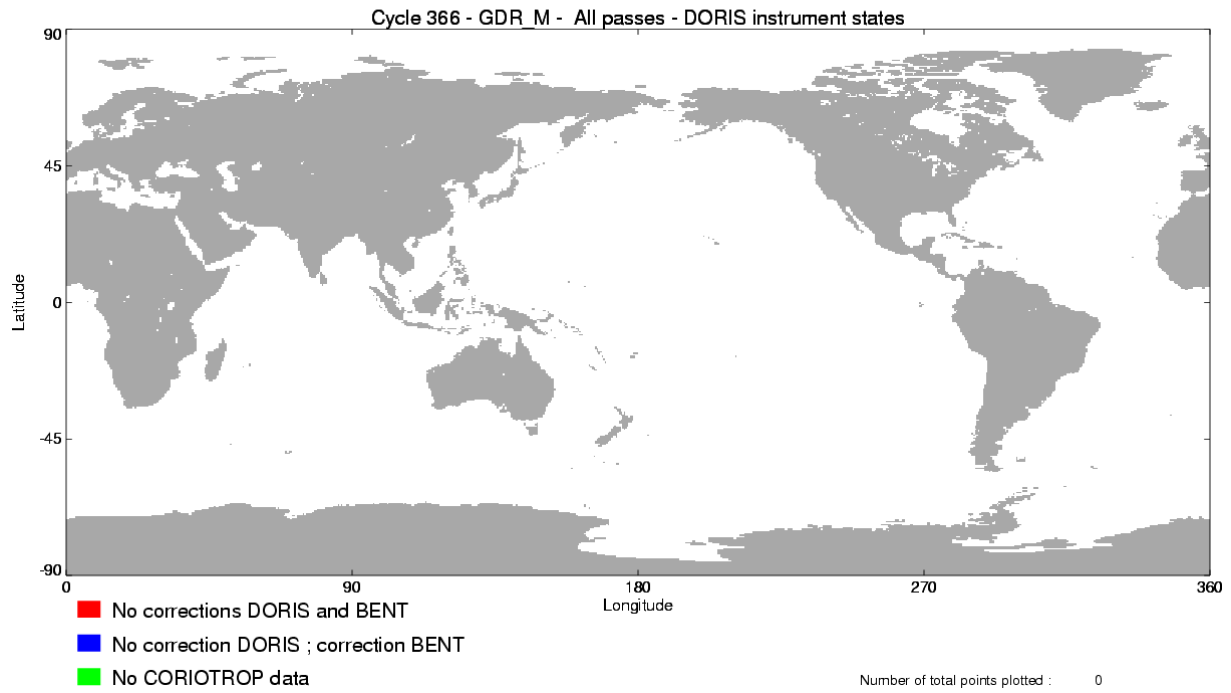 Cycle 366 - GDR_M -  All passes - DORIS instrument states
90
45
0
-45
-90
Latitude
0 90 180 270 360
Longitude
No corrections DORIS and BENT
No correction DORIS ; correction BENT
No CORIOTROP data
Number of total points plotted : 0